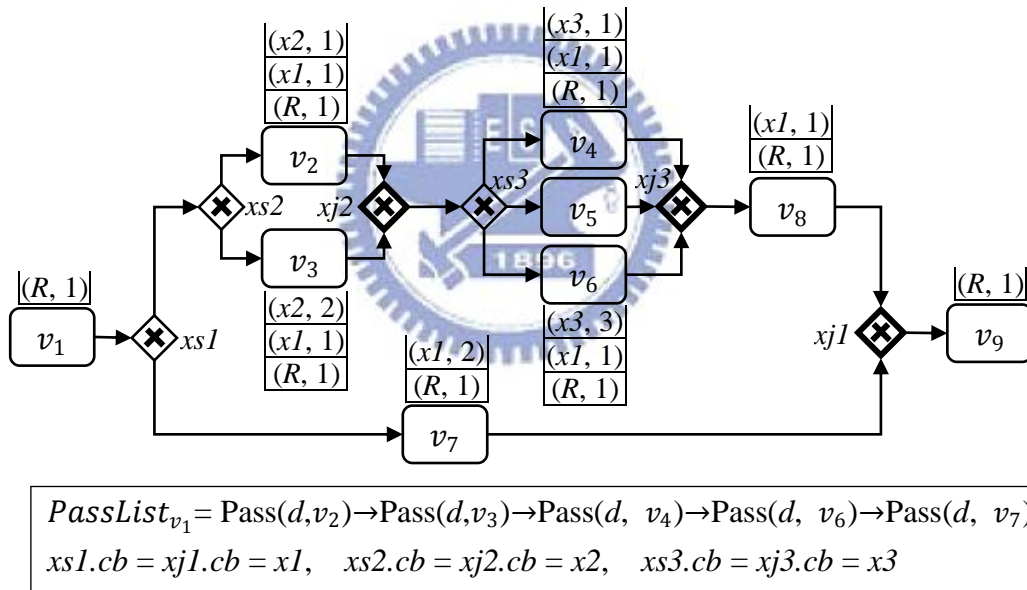 (x2, 1)
(x1, 1)
(R, 1)
(x3, 1)
(x1, 1)
(R, 1)
(x1, 1)
(R, 1)
E S
v₂
v₄
xs2
xj2
xs3
xj3
v₅
v₈
v₃
1896
v₆
(R, 1)
(R, 1)
v₁
xs1
(x2, 2)
(x1, 1)
(R, 1)
(x3, 3)
(x1, 1)
(R, 1)
(x1, 2)
(R, 1)
xj1
v₉
v₇
PassList_v₁= Pass(d,v₂)→Pass(d,v₃)→Pass(d, v₄)→Pass(d, v₆)→Pass(d, v₇)
xs1.cb = xj1.cb = x1, xs2.cb = xj2.cb = x2, xs3.cb = xj3.cb = x3